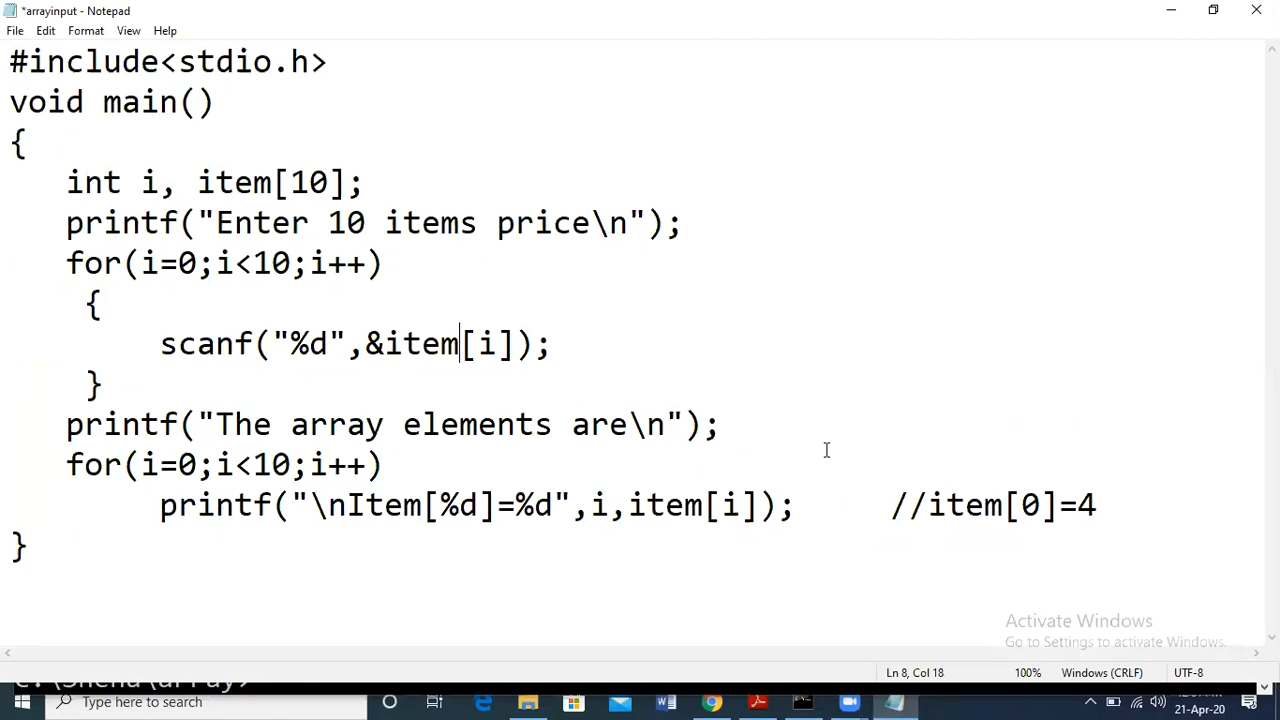 *arrayinput - Notepad
File Edit Format View Help
#include<stdio.h>
void main()
{
int i, item[10];
printf("Enter 10 items price\n");
for(i=0;i<10;i++)
{
scanf("%d",&item[i]);
}
printf("The array elements are\n");
for(i=0;i<10;i++)
printf("\nItem[%d]=%d",i,item[i]); //item[0]=4
}
Activate Windows
Go to Settings to activate Windows.
Ln 8, Col 18 100% Windows (CRLF) UTF-8
Type here to search
21-Apr-20